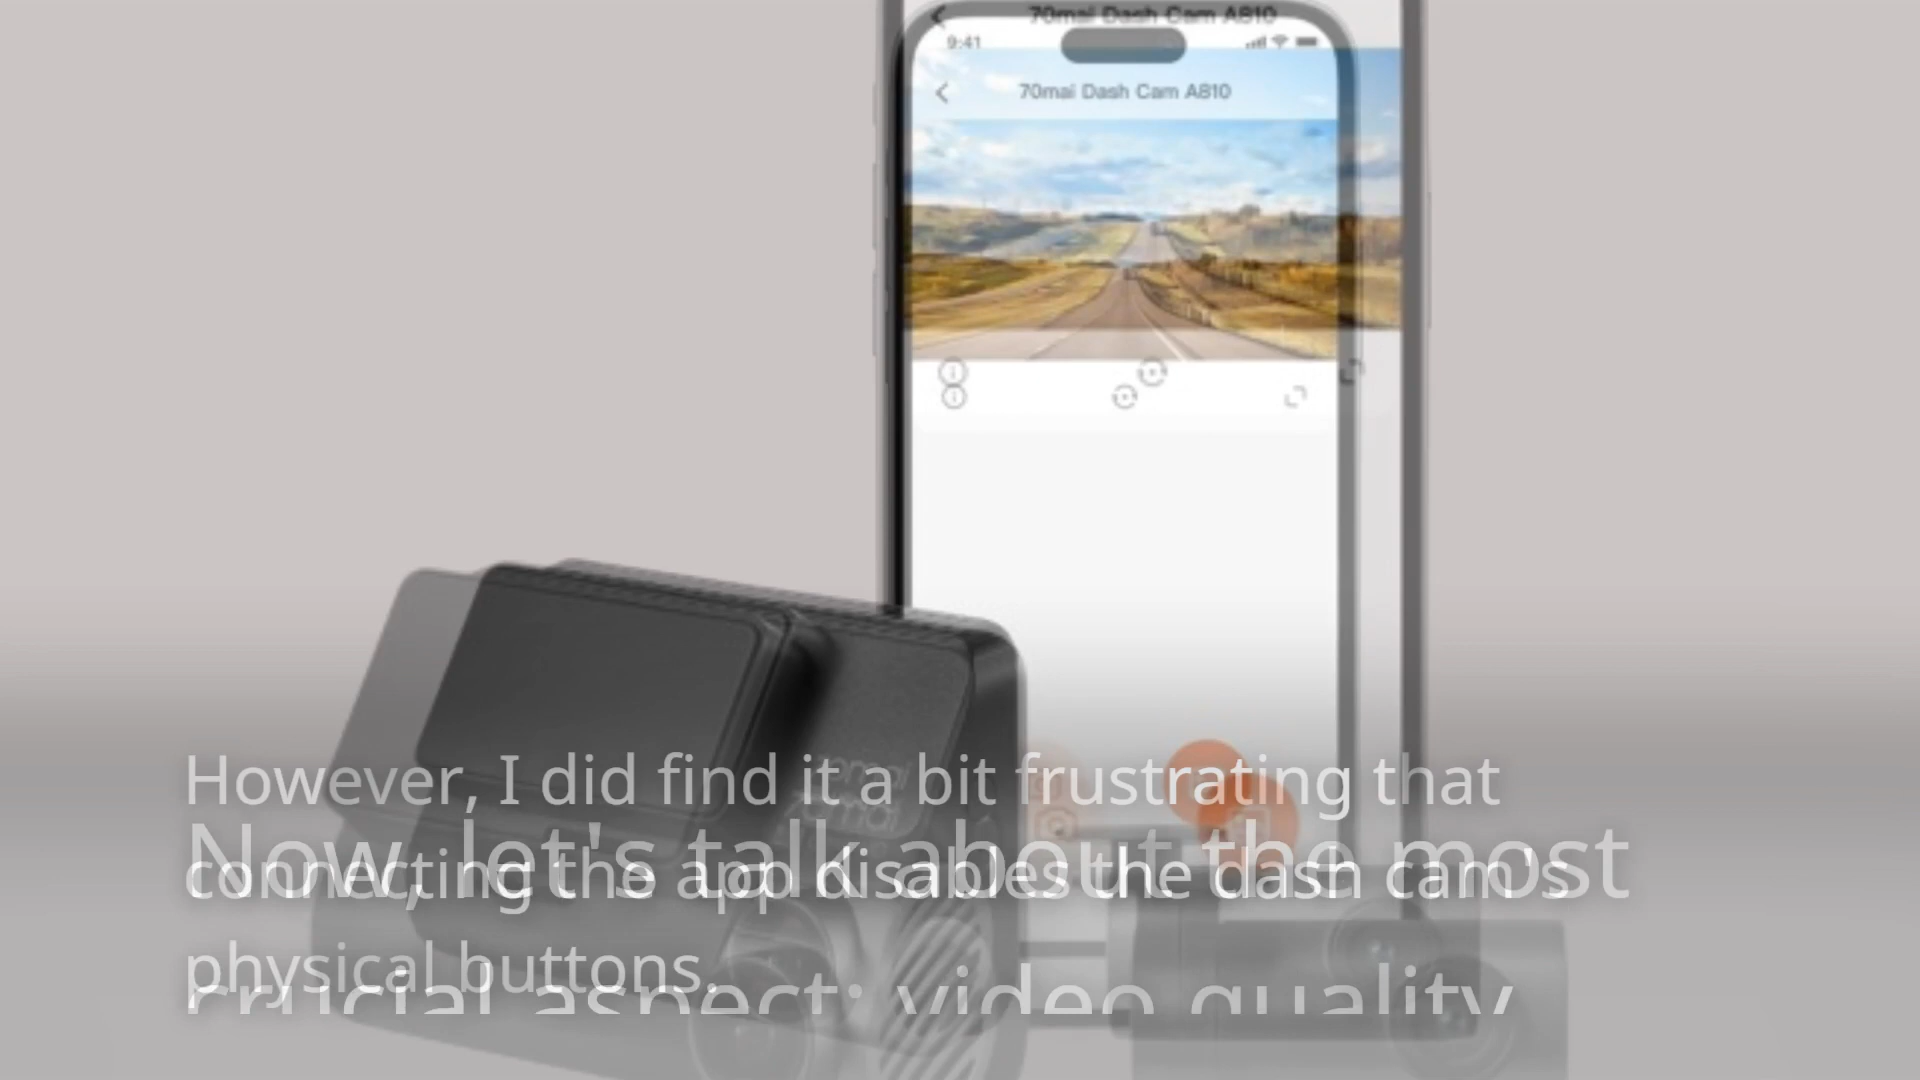 70mai Dash Cam A810
9:41
70mai Dash Cam A810
However, I did find it a bit frustrating that
connecting the app disables the dash cam's
physical buttons.
Now, let's talk about the most
crucial aspect: video quality